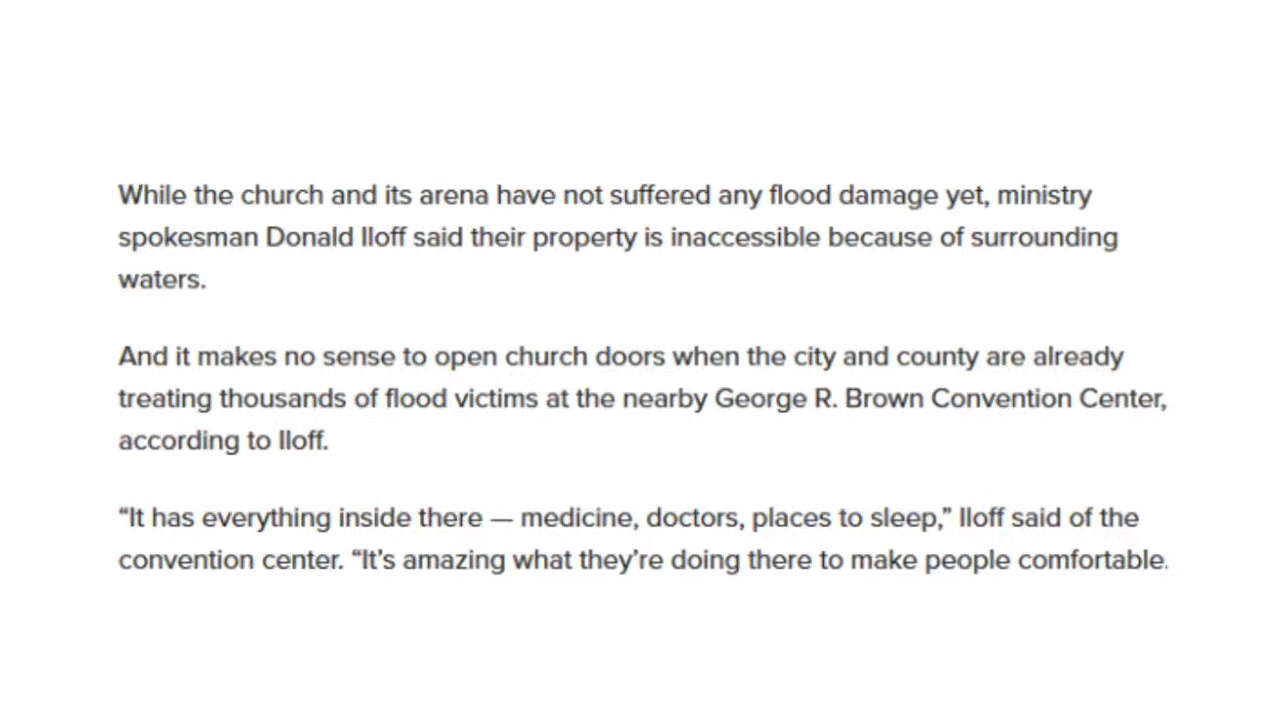 While the church and its arena have not suffered any flood damage yet, ministry
spokesman Donald Iloff said their property is inaccessible because of surrounding
waters.
And it makes no sense to open church doors when the city and county are already
treating thousands of flood victims at the nearby George R. Brown Convention Center,
according to Iloff.
“It has everything inside there — medicine, doctors, places to sleep,” Iloff said of the
convention center. “It’s amazing what they’re doing there to make people comfortable.